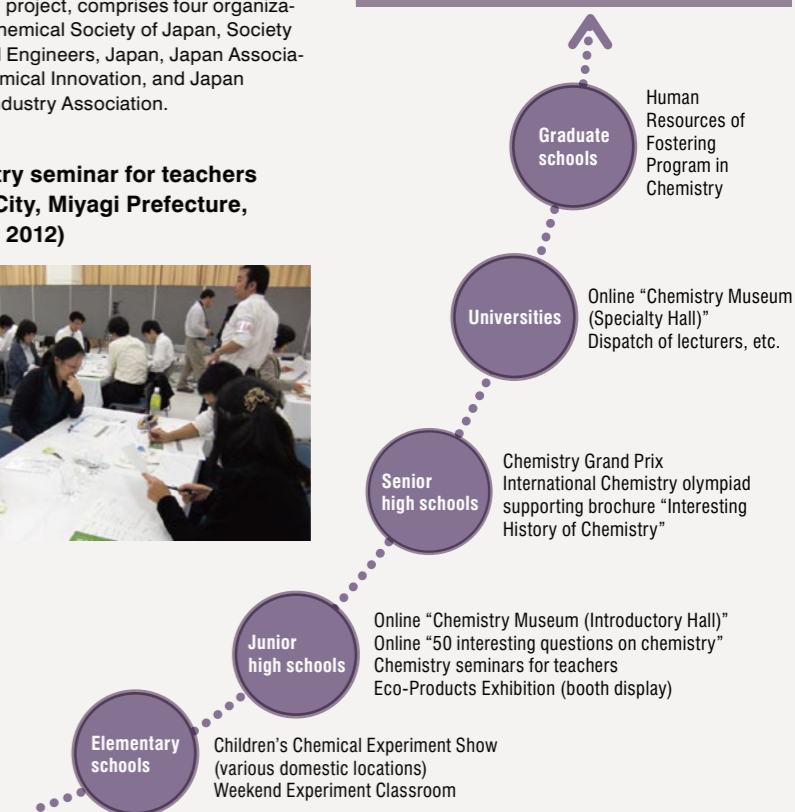 project, comprises four organiza-
hemical Society of Japan, Society
Engineers, Japan, Japan Associa-
mical Innovation, and Japan
ndustry Association.
try seminar for teachers
City, Miyagi Prefecture,
2012)
Graduate
schools
Human
Resources of
Fostering
Program in
Chemistry
Universities
Online “Chemistry Museum
(Specialty Hall)”
Dispatch of lecturers, etc.
Senior
high schools
Chemistry Grand Prix
International Chemistry olympiad
supporting brochure “Interesting
History of Chemistry”
Junior
high schools
Online “Chemistry Museum (Introductory Hall)”
Online “50 interesting questions on chemistry”
Chemistry seminars for teachers
Eco-Products Exhibition (booth display)
Elementary
schools
Children’s Chemical Experiment Show
(various domestic locations)
Weekend Experiment Classroom